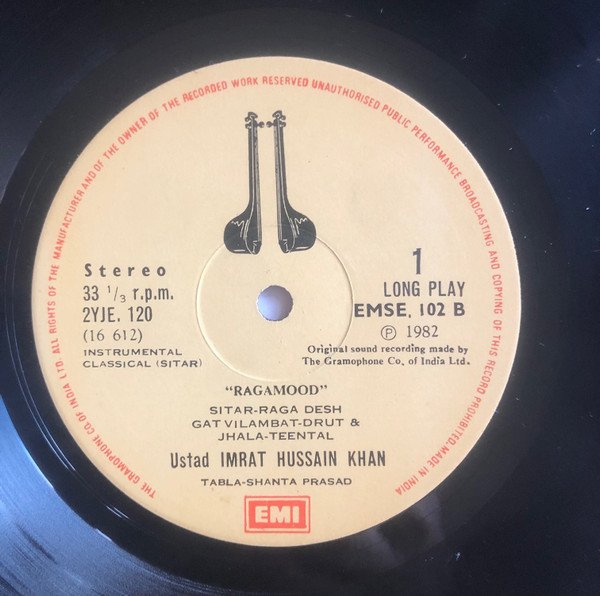 THE GRAMOPHONE CO. OF INDIA LTD. ALL RIGHTS OF THE MANUFACTURER AND OF THE OWNER OF THE RECORDED WORK RESERVED UNAUTHORISED PUBLIC PERFORMANCE BROADCASTING AND COPYING OF THIS RECORD PROHIBITED. MADE IN INDIA
Stereo
33 1/3 r.p.m.
2YJE. 120
(16 612)
INSTRUMENTAL
CLASSICAL (SITAR)
1
LONG PLAY
EMSE. 102 B
Ⓟ 1982
Original sound recording made by
The Gramophone Co. of India Ltd.
"RAGAMOOD"
SITAR-RAGA DESH
GAT VILAMBAT-DRUT &
JHALA-TEENTAL
Ustad IMRAT HUSSAIN KHAN
TABLA-SHANTA PRASAD
EMI